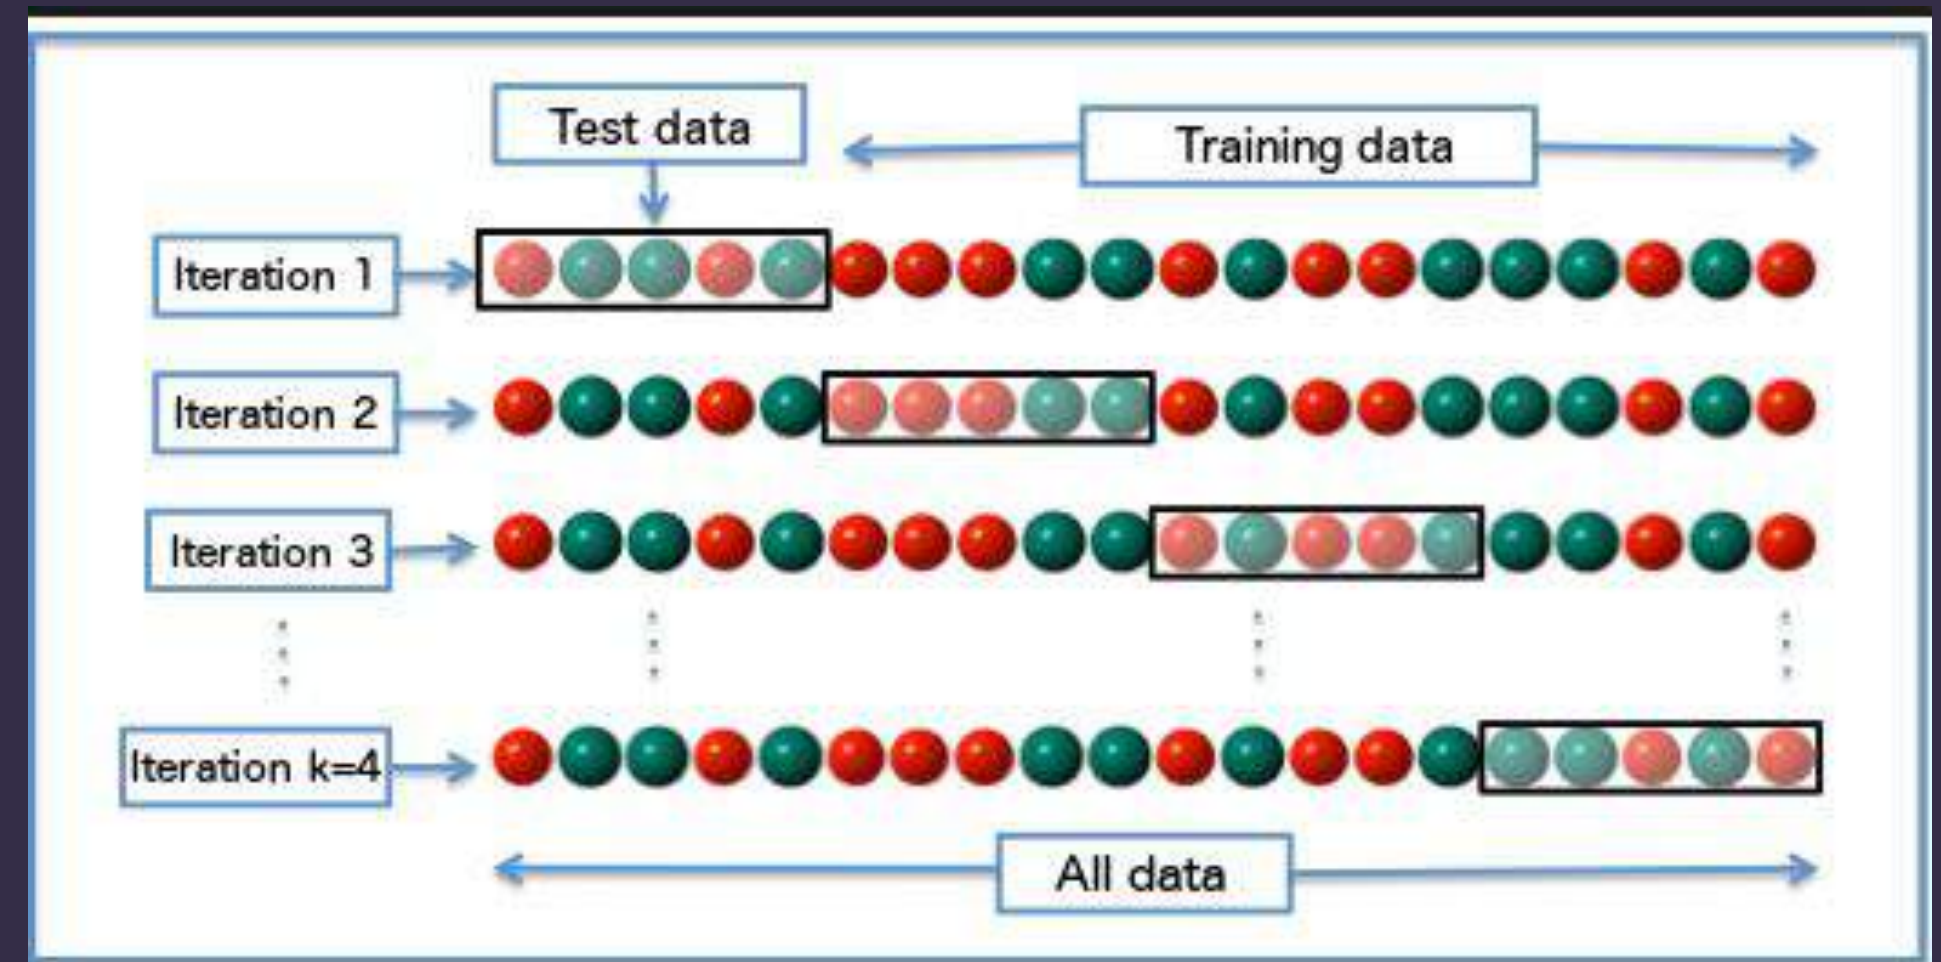 Test data
Training data
Iteration 1
Iteration 2
Iteration 3
Iteration k=4
All data